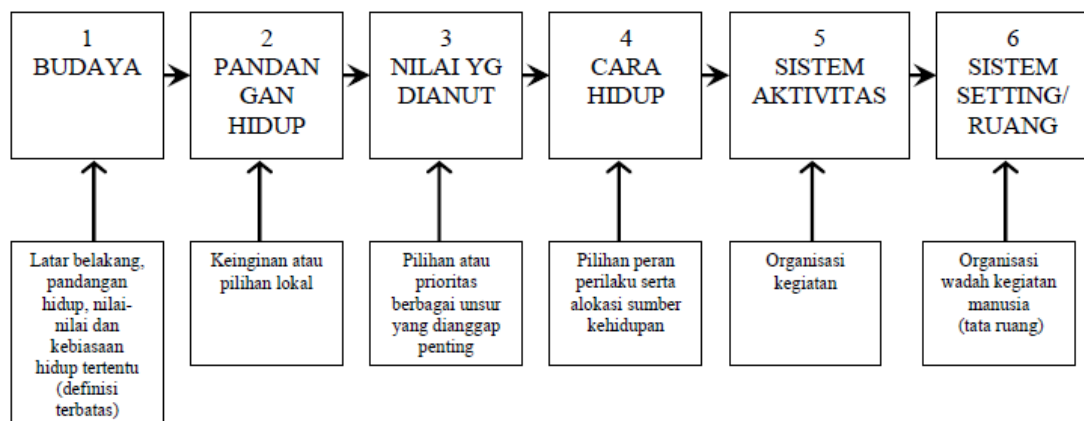 1
BUDAYA
2
PANDAN
GAN
HIDUP
3
NILAI YG
DIANUT
4
CARA
HIDUP
5
SISTEM
AKTIVITAS
6
SISTEM
SETTING/
RUANG
Latar belakang,
pandangan
hidup, nilai-
nilai dan
kebiasaan
hidup tertentu
(definisi
terbatas)
Keinginan atau
pilihan lokal
Pilihan atau
prioritas
berbagai unsur
yang dianggap
penting
Pilihan peran
perilaku serta
alokasi sumber
kehidupan
Organisasi
kegiatan
Organisasi
wadah kegiatan
manusia
(tata ruang)